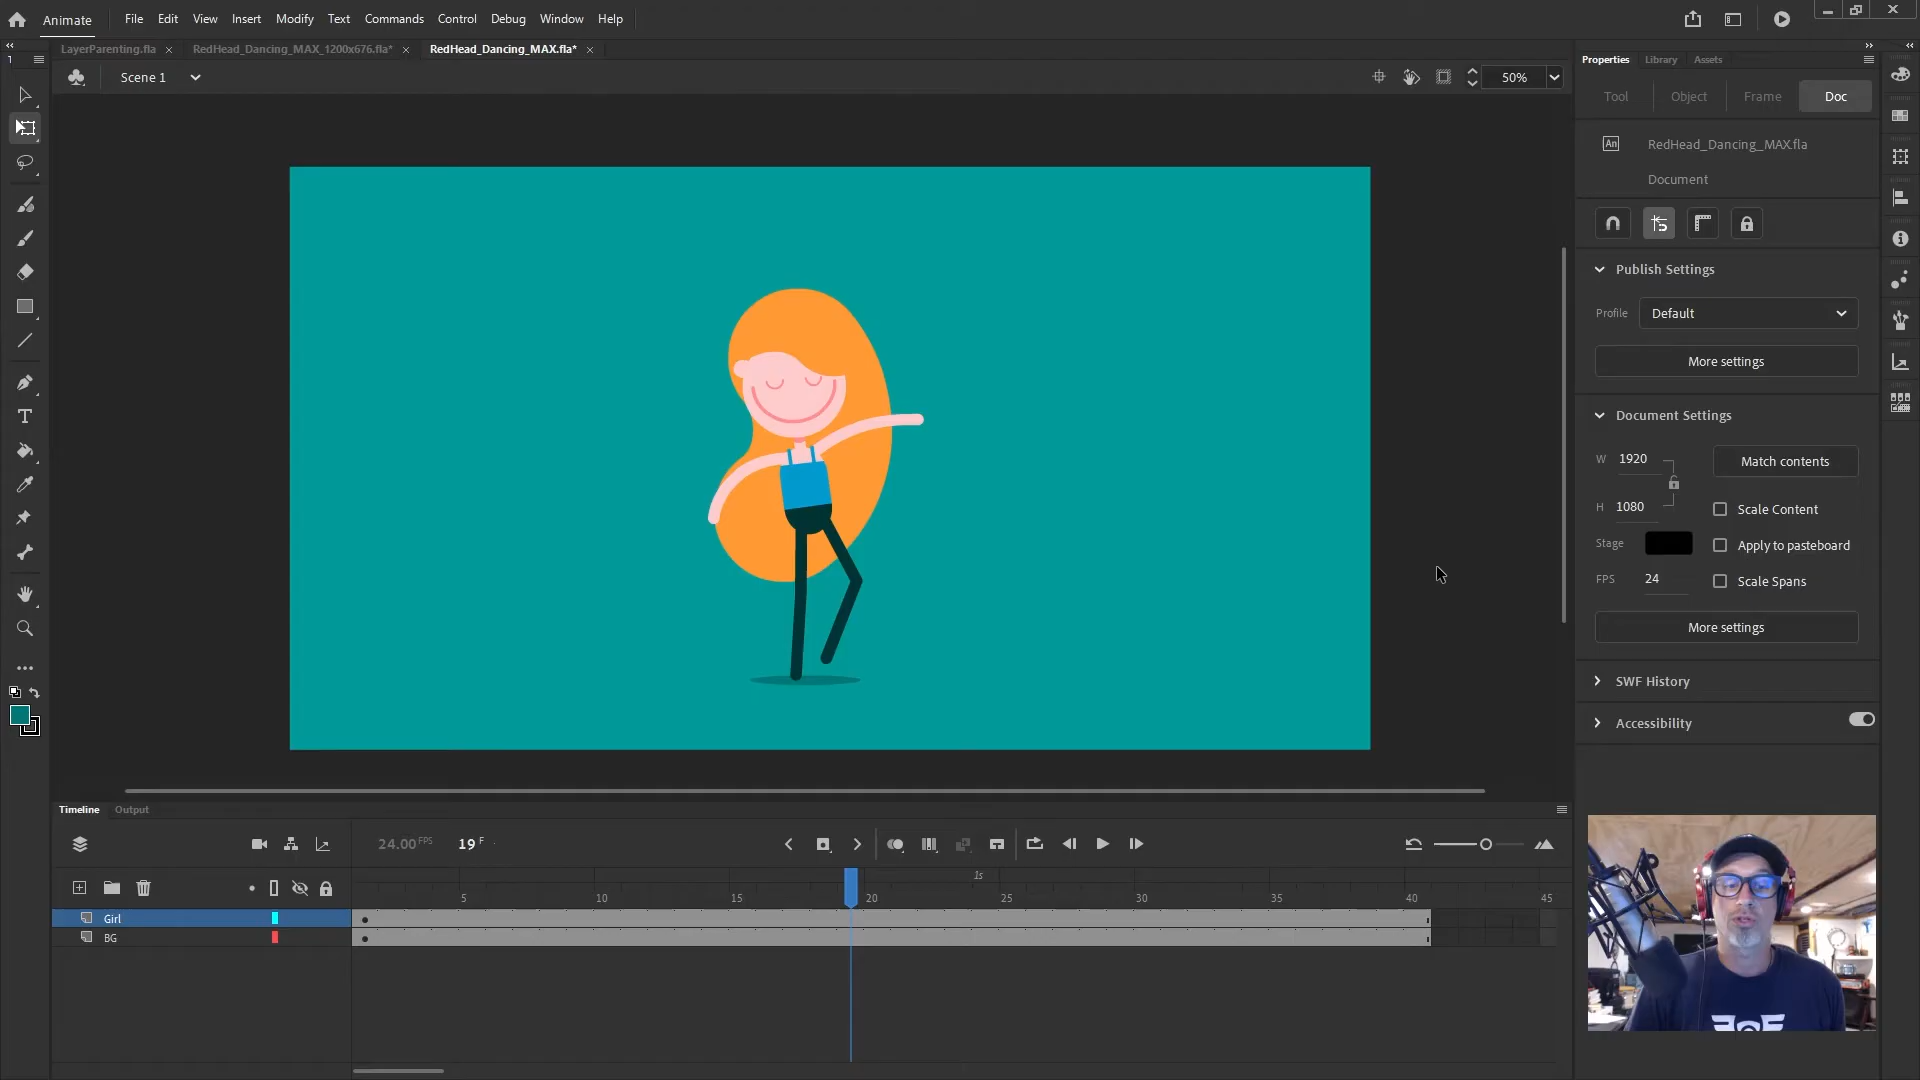 Animate File Edit View Insert Modify Text Commands Control Debug Window Help
LayerParenting.fla RedHead_Dancing_MAX_1200x676.fla* RedHead_Dancing_MAX.fla*
Scene 1 50%
Properties Library Assets
Tool Object Frame Doc
An RedHead_Dancing_MAX.fla
Document
Publish Settings
Profile Default
More settings
Document Settings
W 1920 Match contents
H 1080 Scale Content
Stage Apply to pasteboard
FPS 24 Scale Spans
More settings
SWF History
Accessibility
Timeline Output
24.00 FPS 19 F
1s
5 10 15 20 25 30 35 40 45
Girl
BG